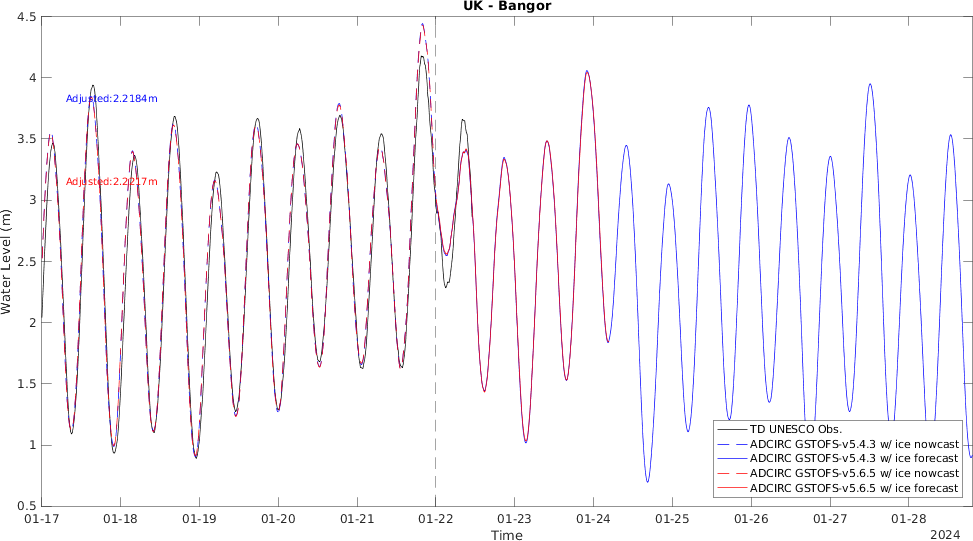 UK - Bangor
4.5
4
3.5
3
2.5
2
1.5
1
0.5
Water Level (m)
Adjusted:2.2184m
Adjusted:2.2217m
TD UNESCO Obs.
ADCIRC GSTOFS-v5.4.3 w/ ice nowcast
ADCIRC GSTOFS-v5.4.3 w/ ice forecast
ADCIRC GSTOFS-v5.6.5 w/ ice nowcast
ADCIRC GSTOFS-v5.6.5 w/ ice forecast
01-17 01-18 01-19 01-20 01-21 01-22 01-23 01-24 01-25 01-26 01-27 01-28
Time
2024